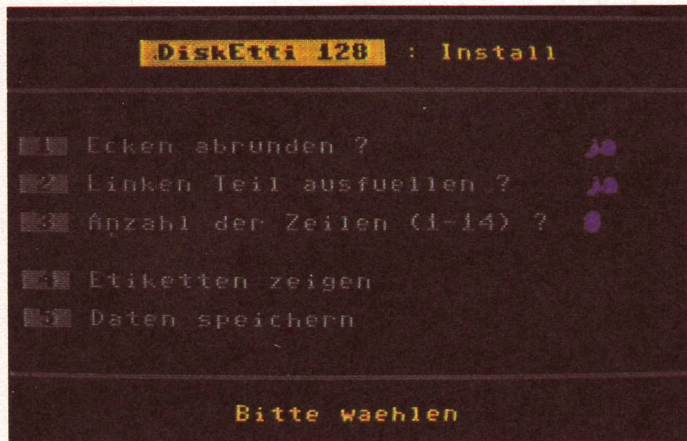 DiskEtti 128 : Install
1 Ecken abrunden ? ja
2 Linken Teil ausfuellen ? ja
3 Anzahl der Zeilen (1-14) ?
4 Etiketten zeigen
5 Daten speichern
Bitte waehlen